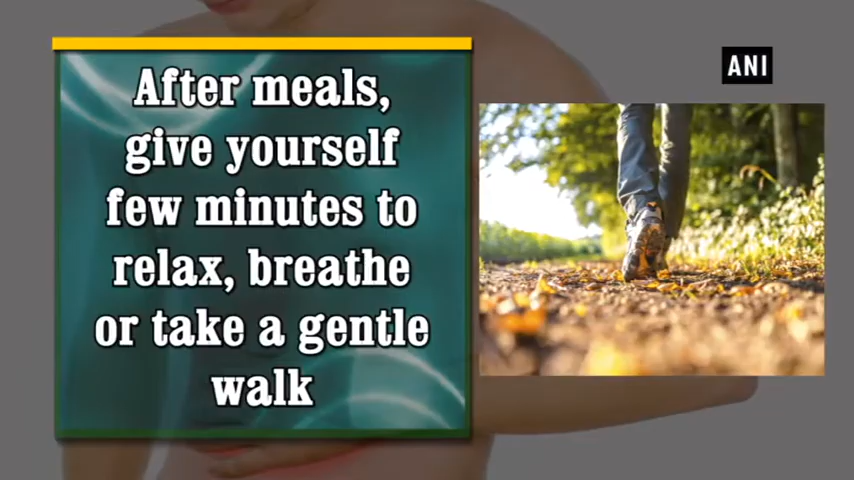 ANI
After meals,
give yourself
few minutes to
relax, breathe
or take a gentle
walk